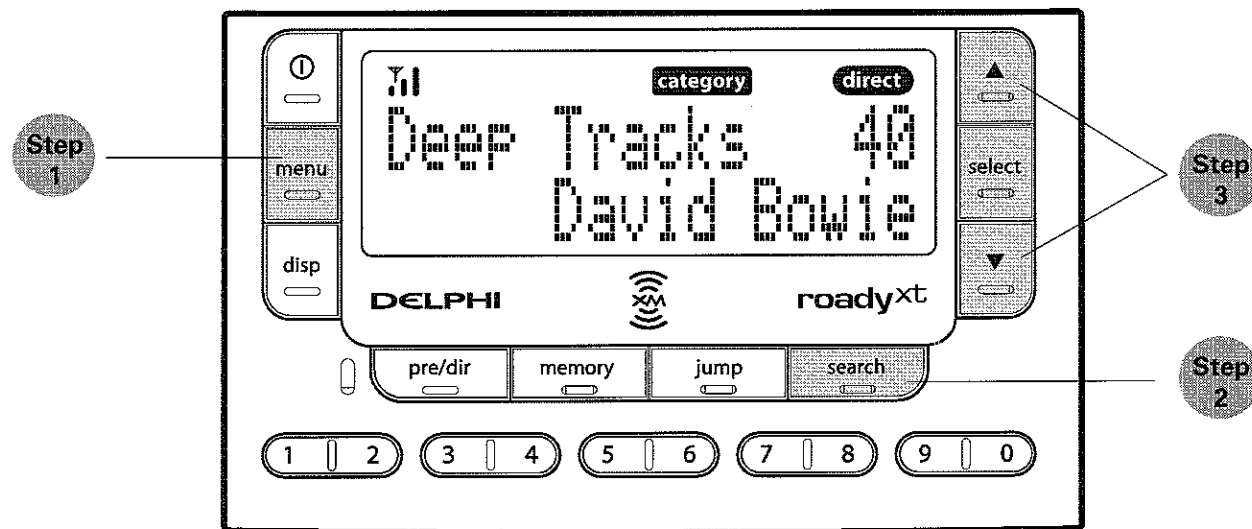 category direct
Deep Tracks 40
David Bowie
menu
disp
select
DELPHI XM roady xt
pre/dir memory jump search
1 2 3 4 5 6 7 8 9 0
Step 1
Step 3
Step 2